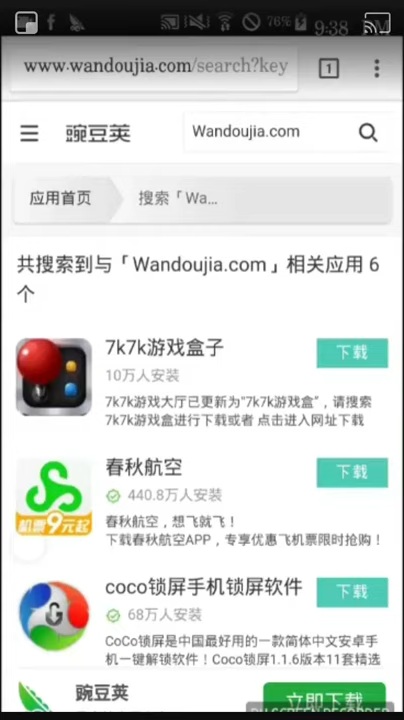 76% 9:38 PM
www.wandoujia.com/search?key
1
豌豆荚
Wandoujia.com
应用首页
搜索「Wa...
共搜索到与「Wandoujia.com」相关应用 6
个
7k7k游戏盒子
下载
10万人安装
7k7k游戏大厅已更新为"7k7k游戏盒"，请搜索
7k7k游戏盒进行下载或者 点击进入网址下载
春秋航空
下载
440.8万人安装
机票9元起
春秋航空，想飞就飞！
下载春秋航空APP，专享优惠飞机票限时抢购！
coco锁屏手机锁屏软件
下载
68万人安装
CoCo锁屏是中国最好用的一款简体中文安卓手
机一键解锁软件！Coco锁屏1.1.6版本11套精选
豌豆荚
立即下载
DU SCREEN RECORDER